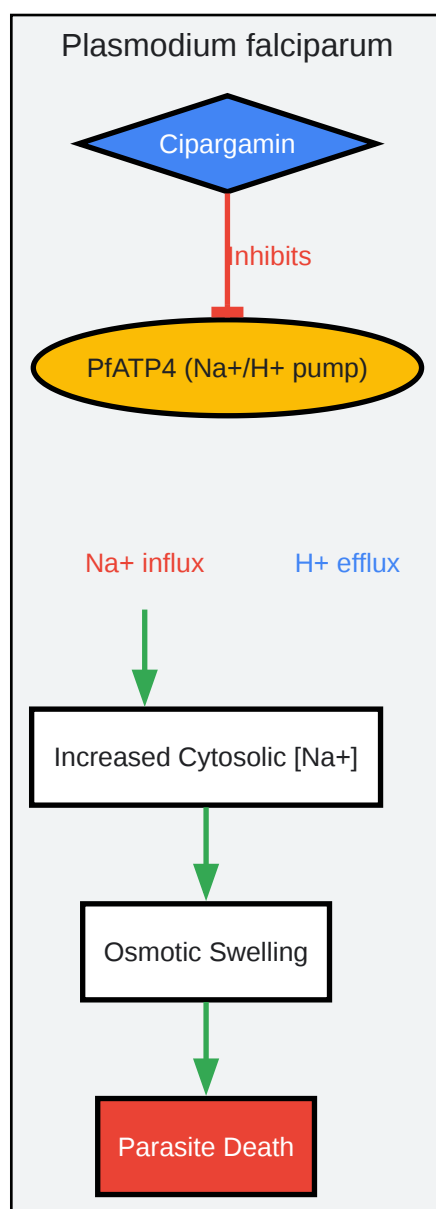 Plasmodium falciparum
Cipargamin
Inhibits
PfATP4 (Na+/H+ pump)
Na+ influx
H+ efflux
Increased Cytosolic [Na+]
Osmotic Swelling
Parasite Death